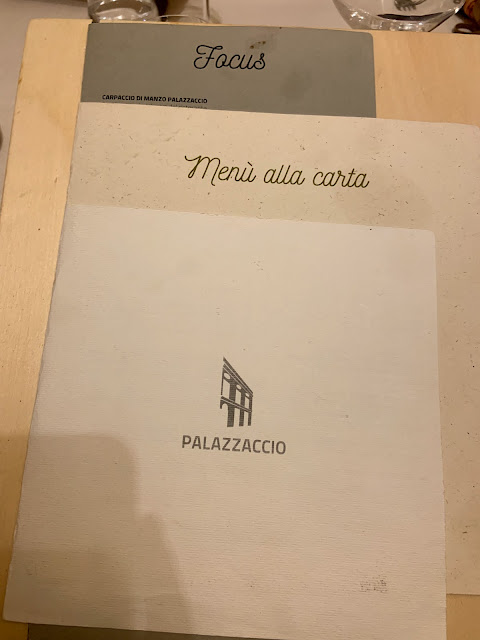 Focus
CARPACCIO DI MANZO PALAZZACCIO
Menù alla carta
PALAZZACCIO